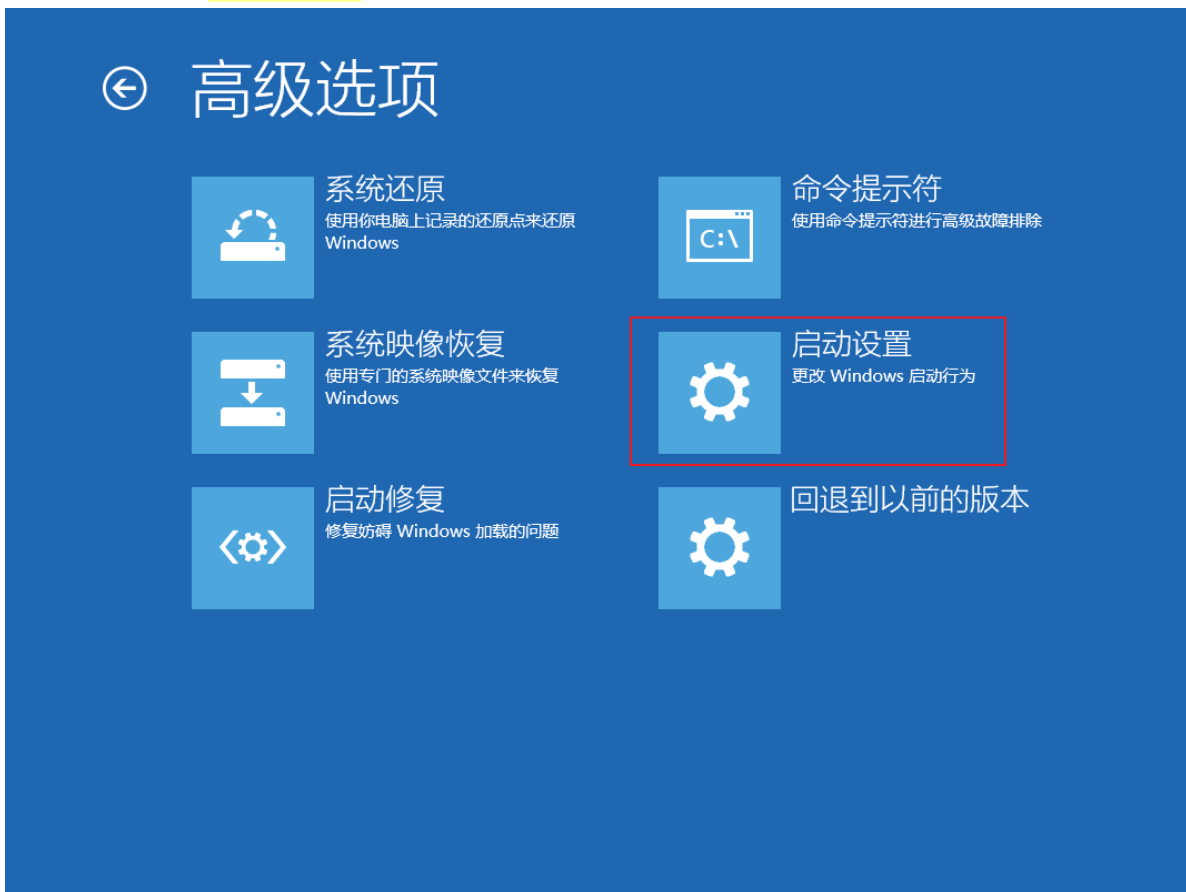 高级选项
系统还原
使用你电脑上记录的还原点来还原
Windows
命令提示符
使用命令提示符进行高级故障排除
C:\
系统映像恢复
使用专门的系统映像文件来恢复
Windows
启动设置
更改 Windows 启动行为
启动修复
修复妨碍 Windows 加载的问题
回退到以前的版本